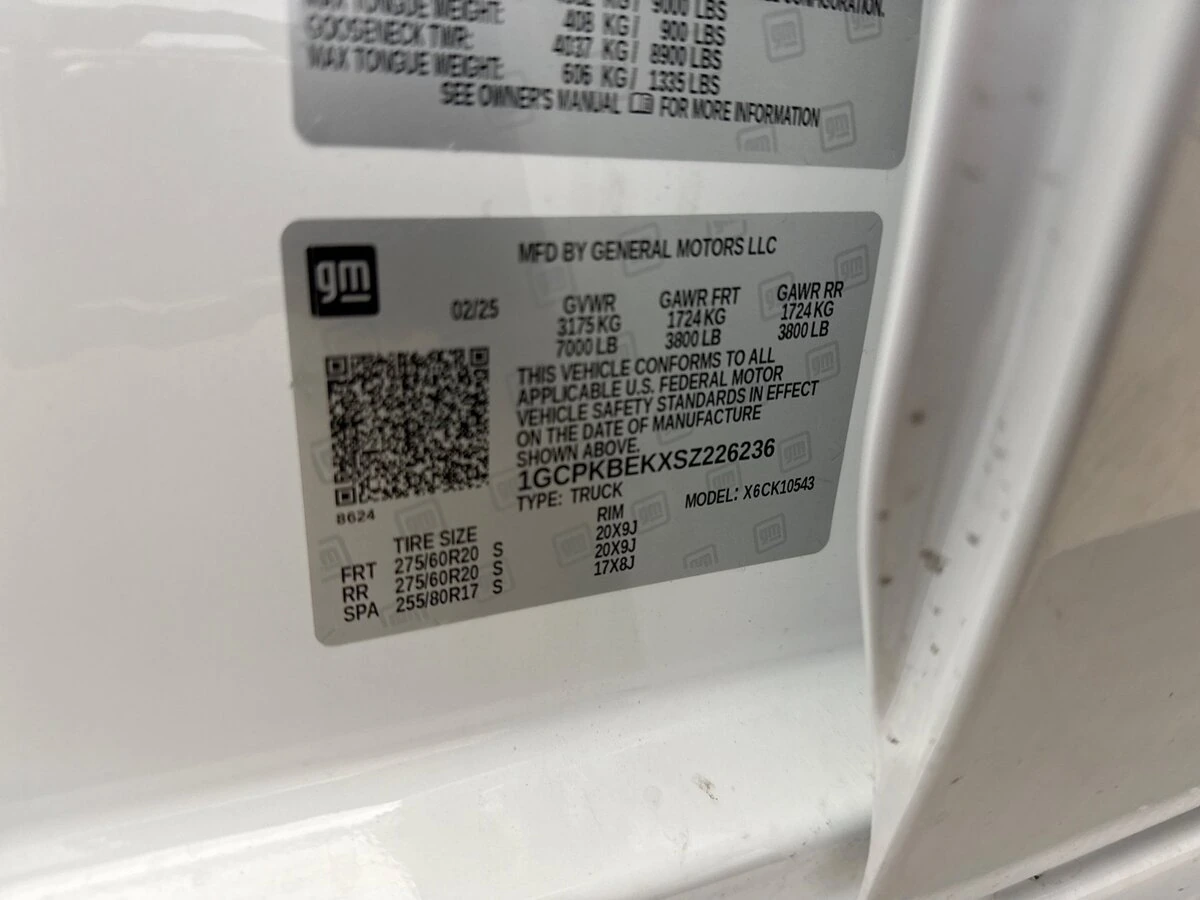 MAX TONGUE WEIGHT: 408 KG/ 900 LBS
GOOSENECK TWR: 4037 KG/ 8900 LBS
MAX TONGUE WEIGHT: 606 KG/ 1335 LBS
SEE OWNER'S MANUAL FOR MORE INFORMATION
gm
MFD BY GENERAL MOTORS LLC
02/25 GVWR GAWR FRT GAWR RR
3175 KG 1724 KG 1724 KG
7000 LB 3800 LB 3800 LB
THIS VEHICLE CONFORMS TO ALL
APPLICABLE U.S. FEDERAL MOTOR
VEHICLE SAFETY STANDARDS IN EFFECT
ON THE DATE OF MANUFACTURE
SHOWN ABOVE.
1GCPKBEKXSZ226236
TYPE: TRUCK MODEL: X6CK10543
8624
TIRE SIZE RIM
FRT 275/60R20 S 20X9J
RR 275/60R20 S 20X9J
SPA 255/80R17 S 17X8J